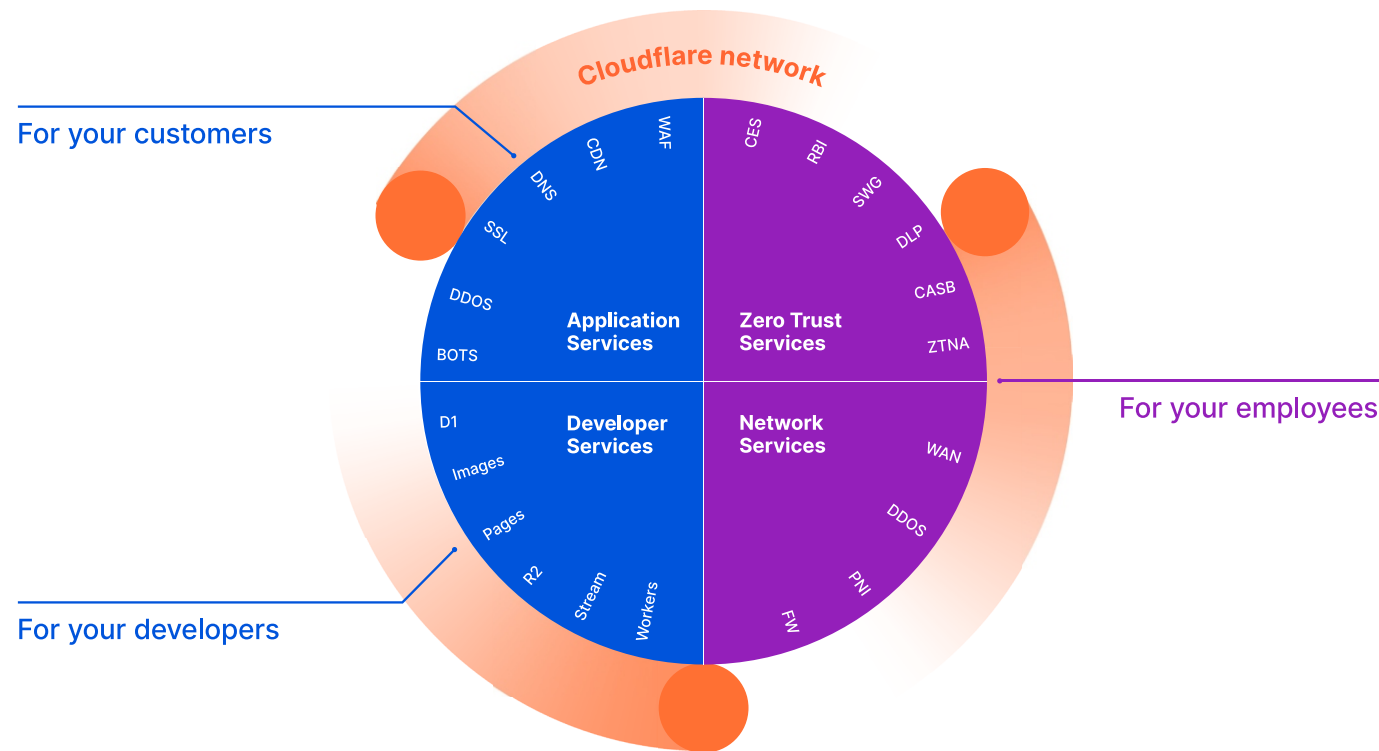 Cloudflare network
For your customers
WAF
CDN
DNS
SSL
DDOS
BOTS
Application
Services
CES
RBI
SWG
DLP
CASB
ZTNA
Zero Trust
Services
For your employees
D1
Images
Pages
R2
Stream
Workers
Developer
Services
Network
Services
WAN
DDOS
PNI
FW
For your developers